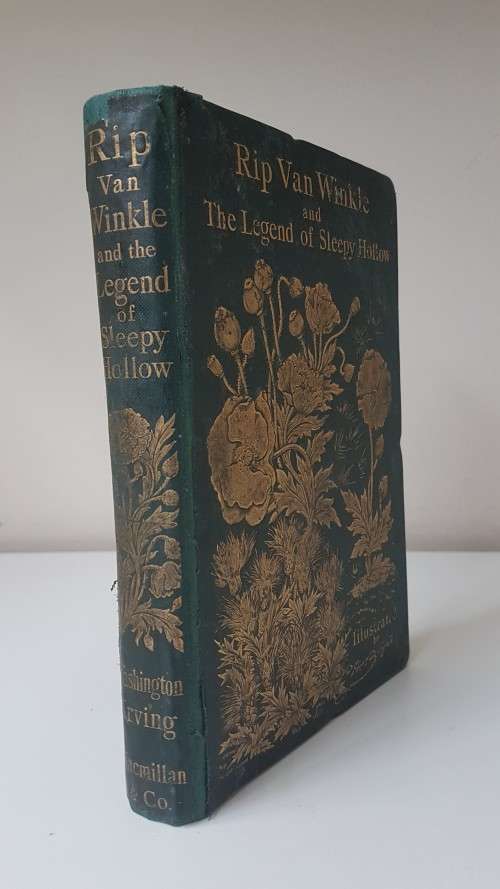 Rip
Van
Winkle
and the
Legend
of
Sleepy
Hollow
Washington
Irving
Macmillan
& Co.
Rip Van Winkle
and
The Legend of Sleepy Hollow